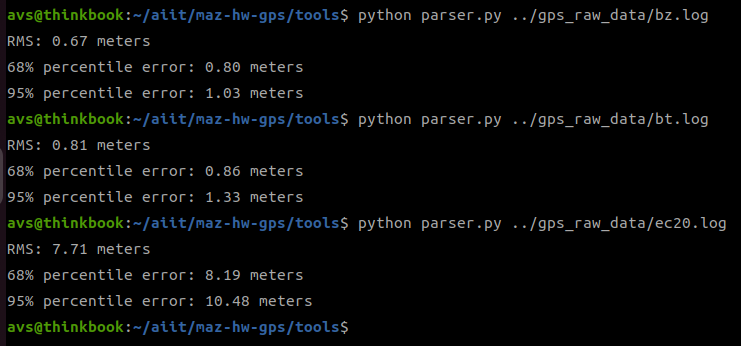 avs@thinkbook:~/aiit/maz-hw-gps/tools$ python parser.py ../gps_raw_data/bz.log
RMS: 0.67 meters
68% percentile error: 0.80 meters
95% percentile error: 1.03 meters
avs@thinkbook:~/aiit/maz-hw-gps/tools$ python parser.py ../gps_raw_data/bt.log
RMS: 0.81 meters
68% percentile error: 0.86 meters
95% percentile error: 1.33 meters
avs@thinkbook:~/aiit/maz-hw-gps/tools$ python parser.py ../gps_raw_data/ec20.log
RMS: 7.71 meters
68% percentile error: 8.19 meters
95% percentile error: 10.48 meters
avs@thinkbook:~/aiit/maz-hw-gps/tools$